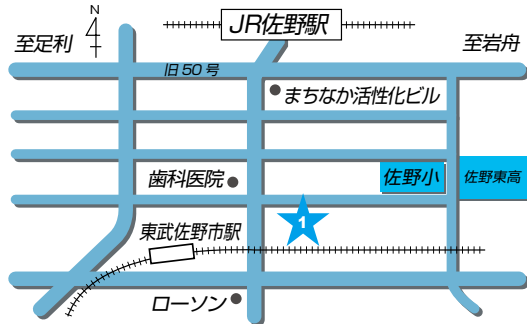 N
JR佐野駅
至足利
至岩舟
旧50号
まちなか活性化ビル
歯科医院
佐野小
佐野東高
1
東武佐野市駅
ローソン